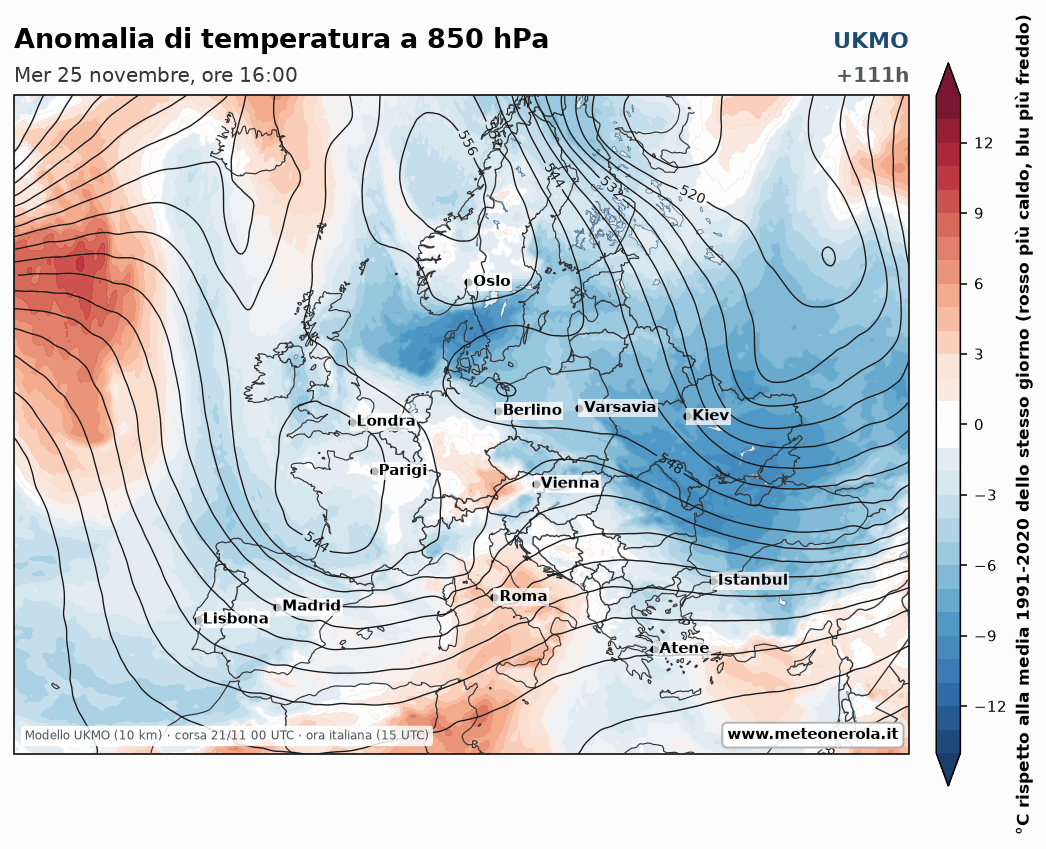 Anomalia di temperatura a 850 hPa
UKMO
Mer 25 novembre, ore 16:00
+111h
556
544
532
520
Oslo
Berlino
Varsavia
Kiev
Londra
Parigi
548
Vienna
544
Istanbul
Roma
Madrid
Lisbona
Atene
Modello UKMO (10 km) · corsa 21/11 00 UTC · ora italiana (15 UTC)
www.meteonerola.it
12
9
6
3
0
−3
−6
−9
−12
°C rispetto alla media 1991-2020 dello stesso giorno (rosso più caldo, blu più freddo)